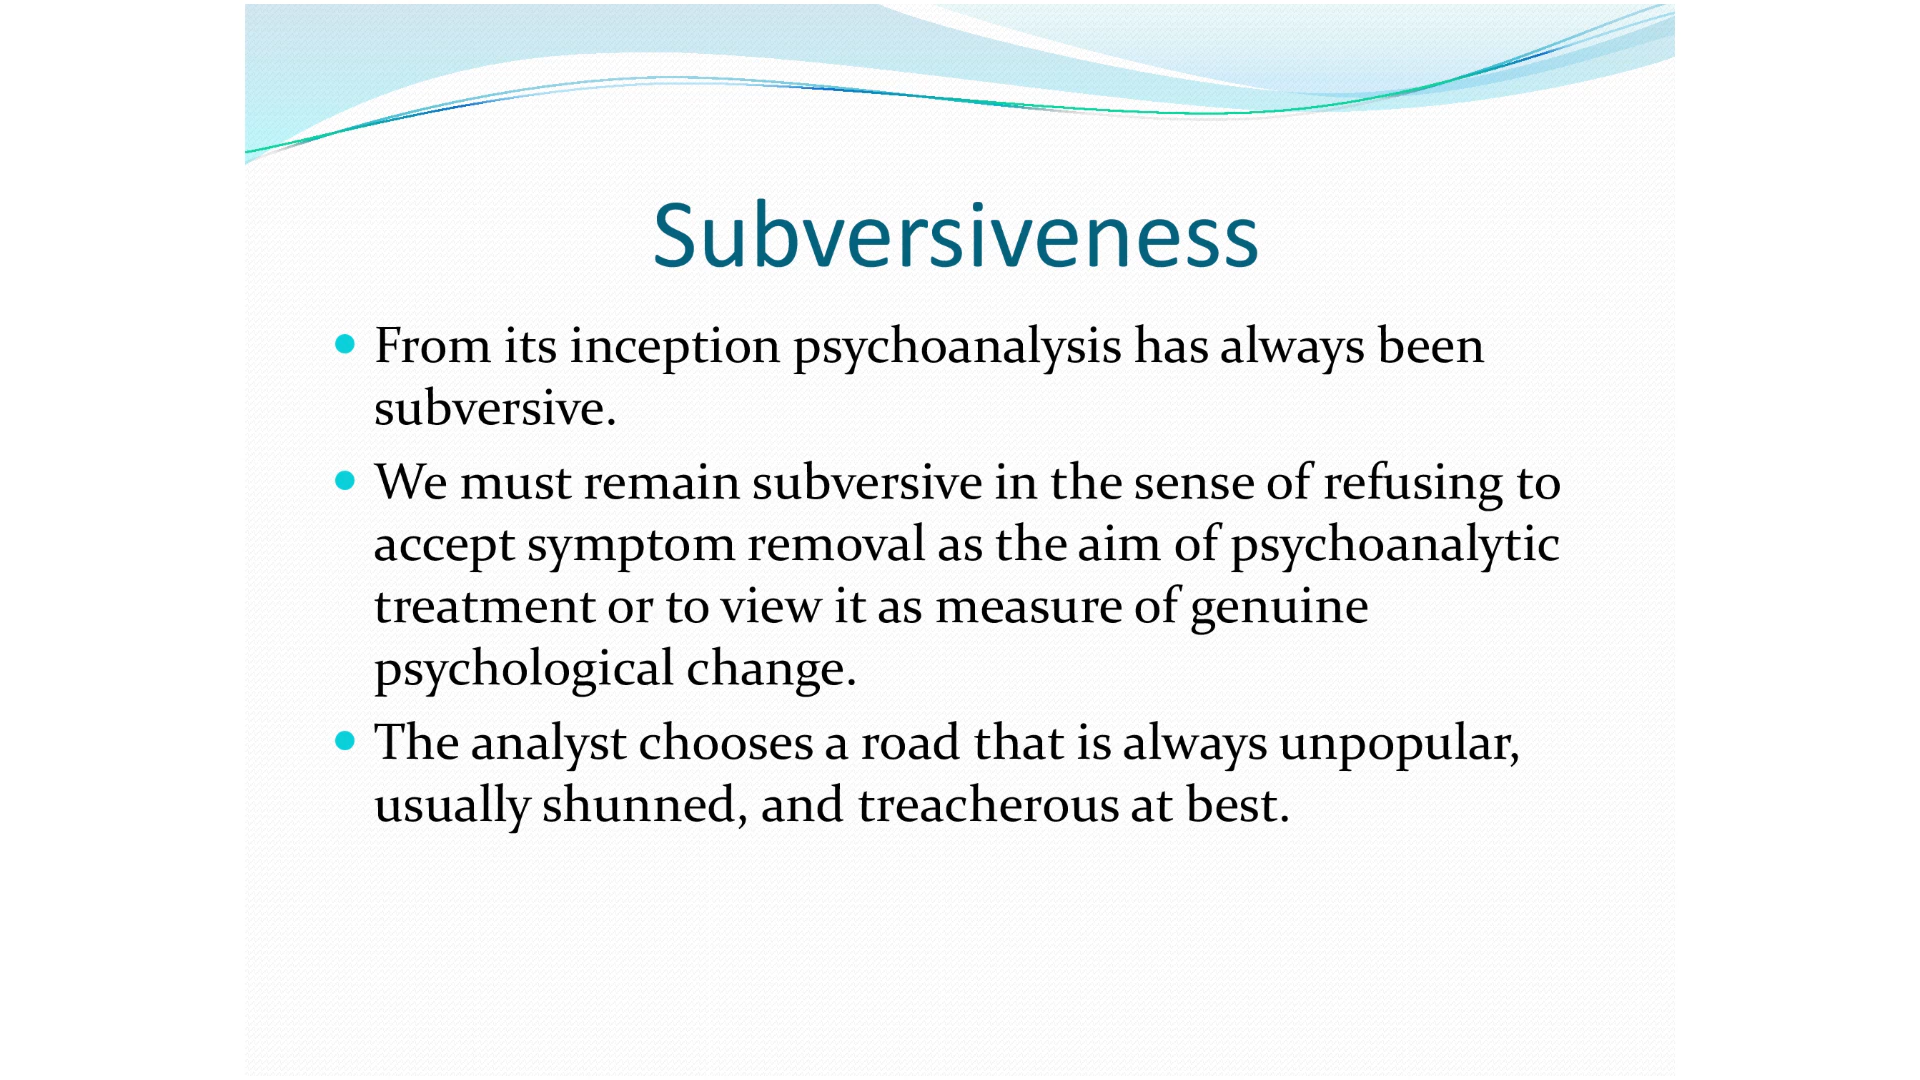 Subversiveness
From its inception psychoanalysis has always been
subversive.
We must remain subversive in the sense of refusing to
accept symptom removal as the aim of psychoanalytic
treatment or to view it as measure of genuine
psychological change.
The analyst chooses a road that is always unpopular,
usually shunned, and treacherous at best.